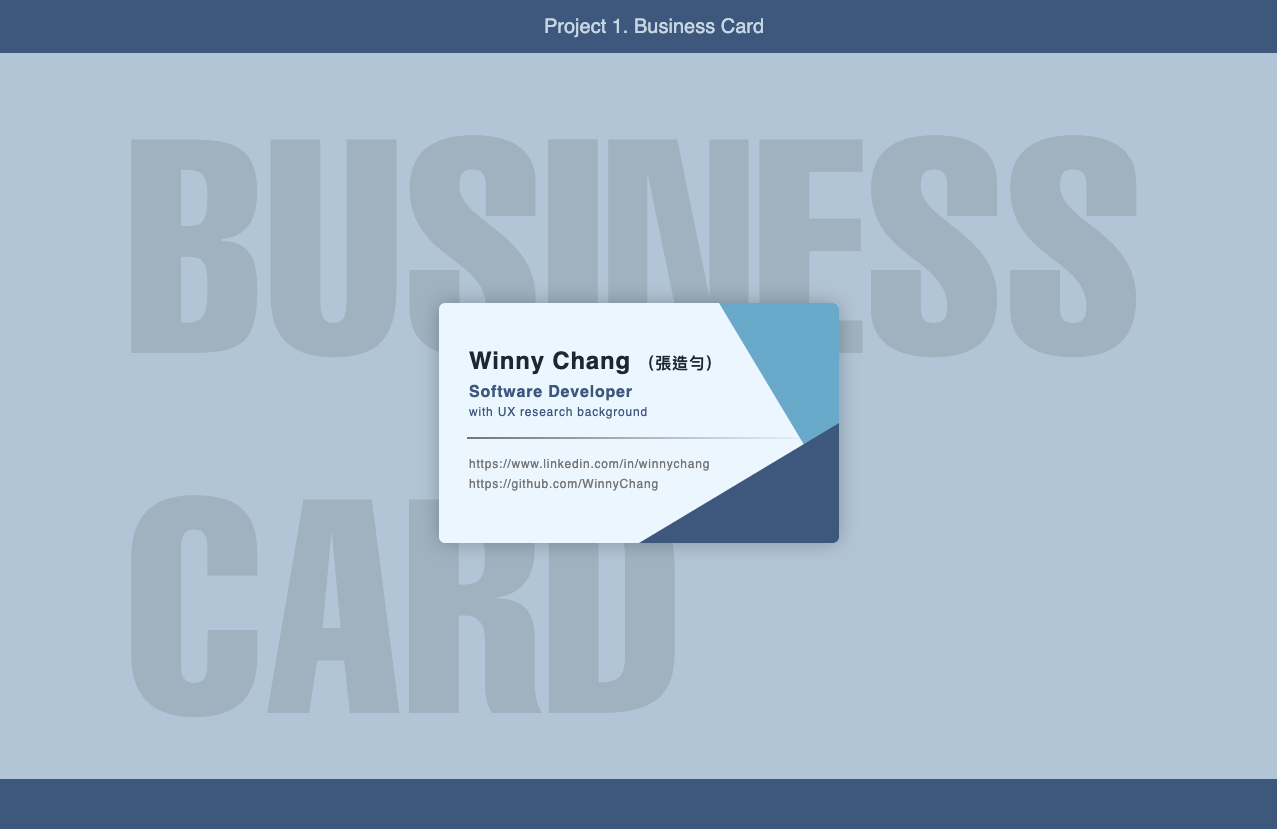 Project 1. Business Card
BUSINESS
CARD
Winny Chang （張造勻）
Software Developer
with UX research background
https://www.linkedin.com/in/winnychang
https://github.com/WinnyChang